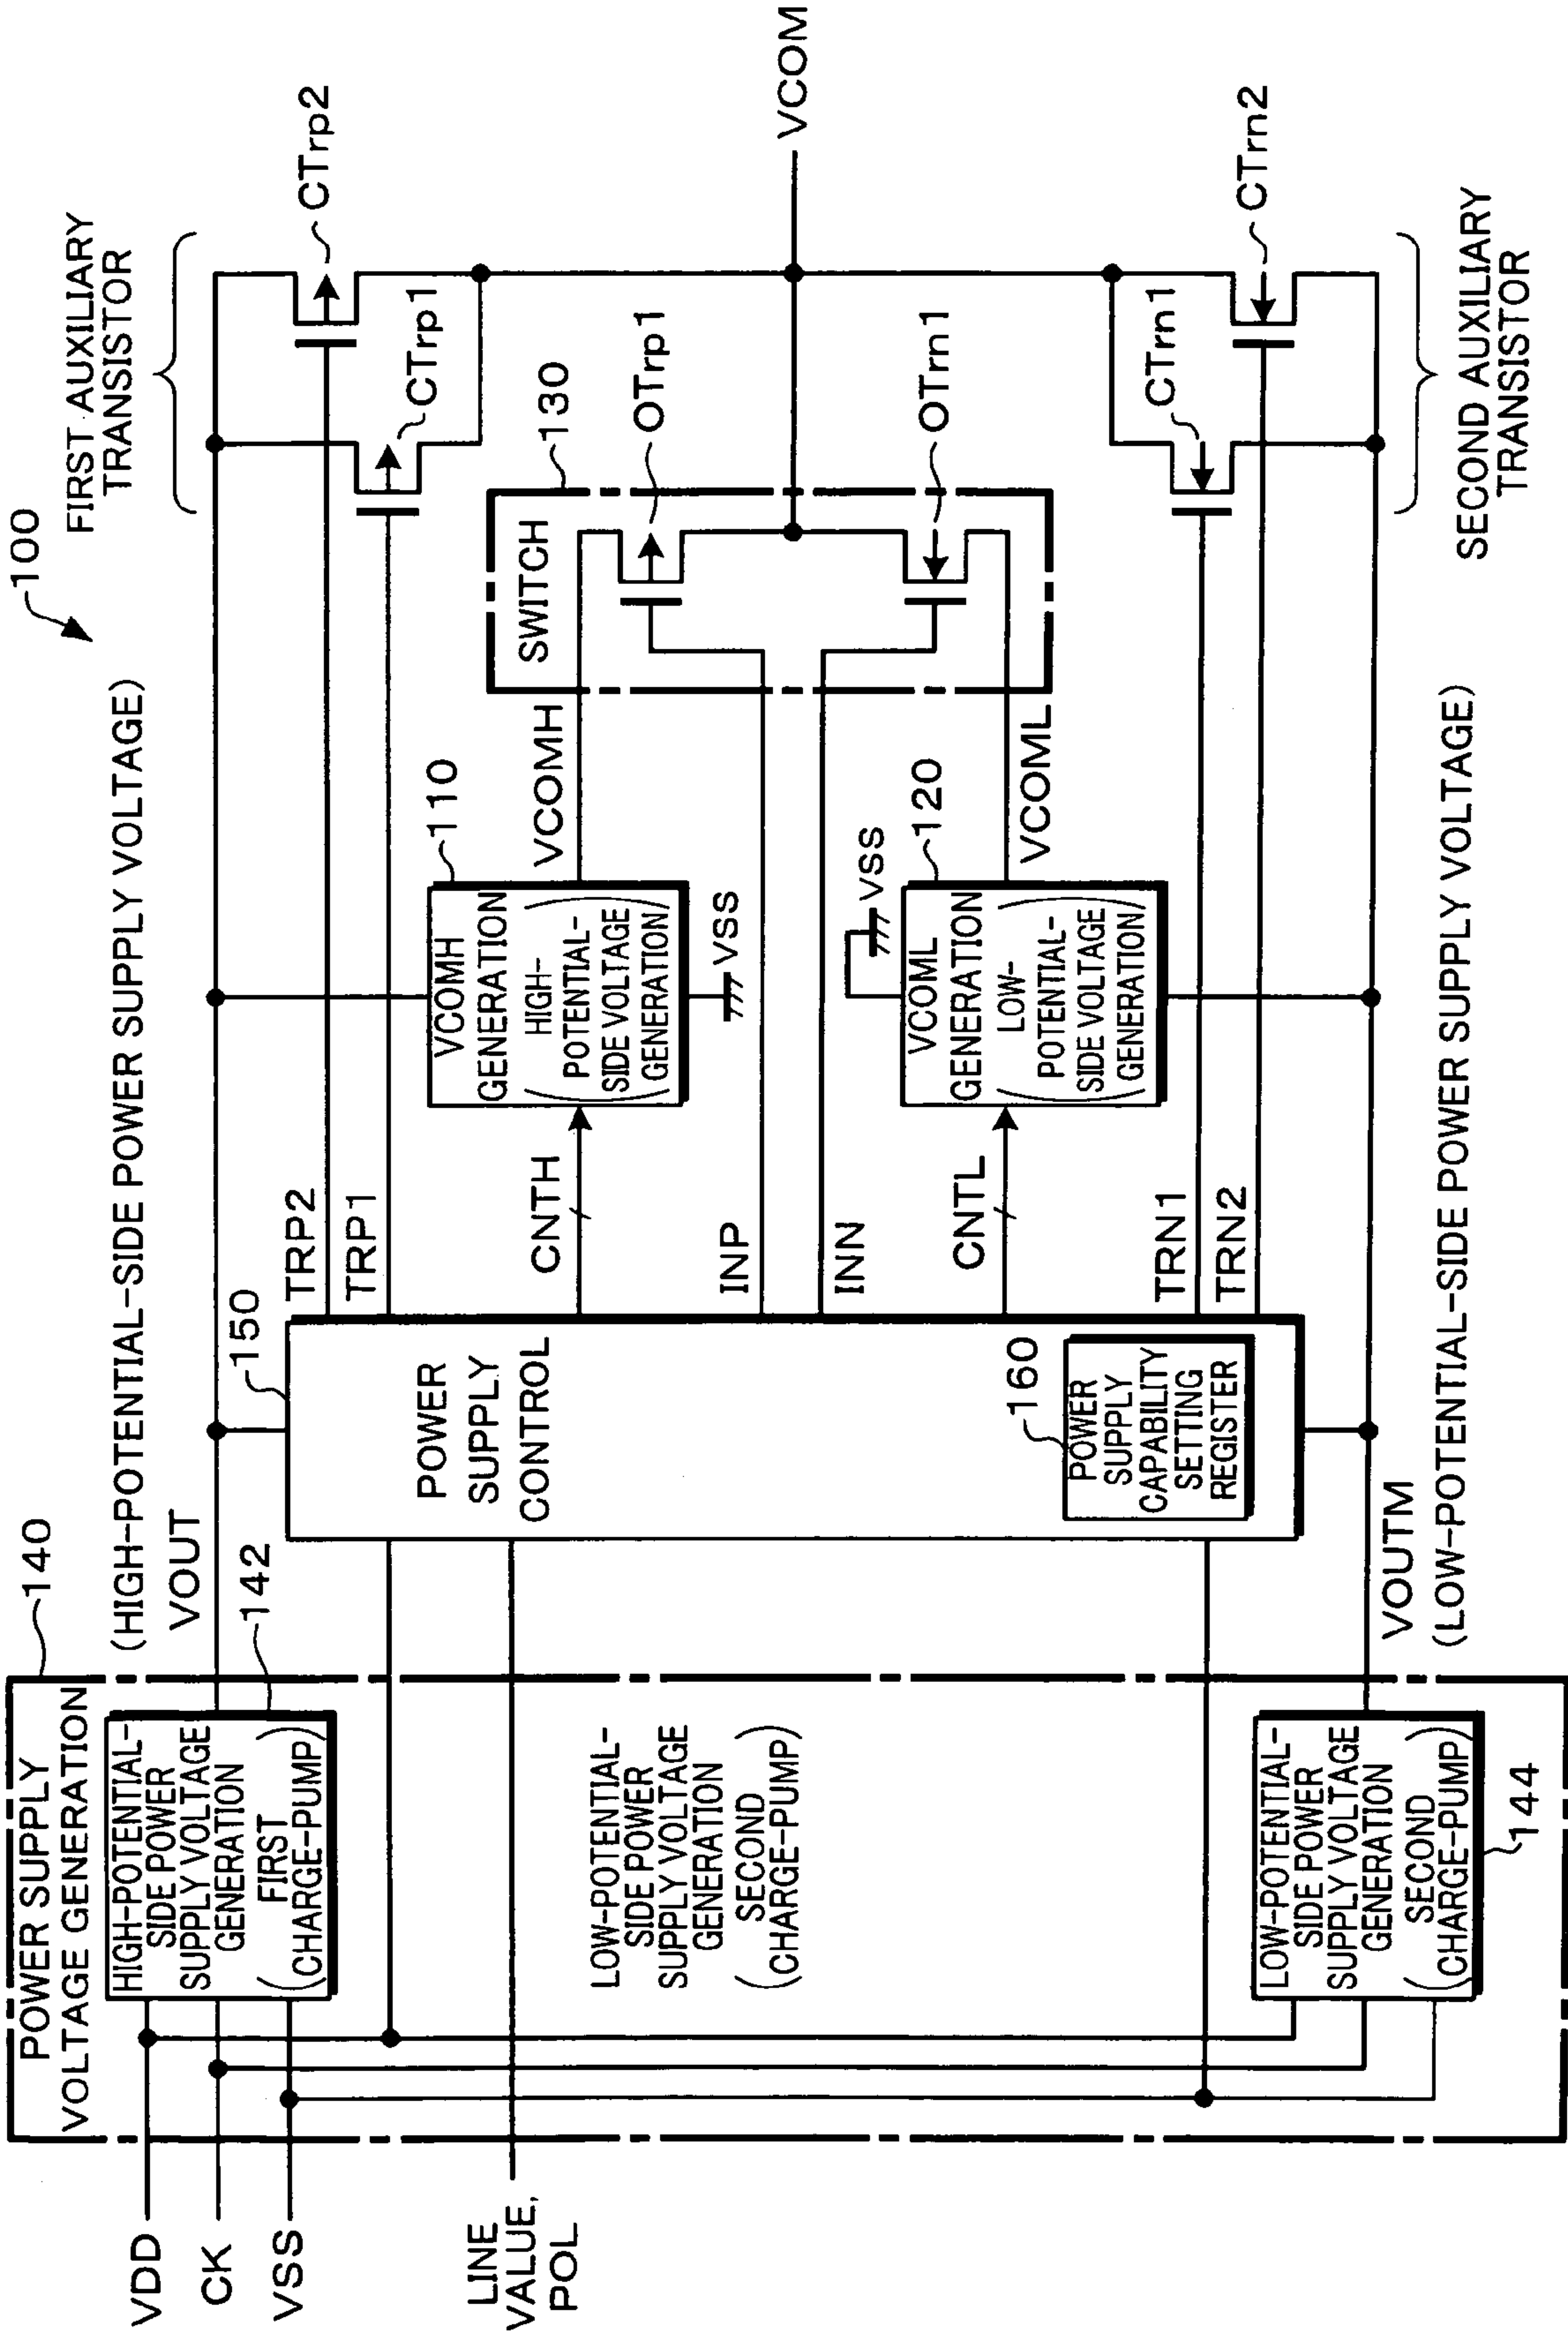 100
FIRST AUXILIARY
TRANSISTOR
CTrp2
CTrp1
(HIGH-POTENTIAL-SIDE POWER SUPPLY VOLTAGE)
VOUT
140
POWER SUPPLY
VOLTAGE GENERATION
142
HIGH-POTENTIAL-
SIDE POWER
SUPPLY VOLTAGE
GENERATION
FIRST
(CHARGE-PUMP)
VDD
CK
VSS
LINE
VALUE,
POL
LOW-POTENTIAL-
SIDE POWER
SUPPLY VOLTAGE
GENERATION
SECOND
(CHARGE-PUMP)
LOW-POTENTIAL-
SIDE POWER
SUPPLY VOLTAGE
GENERATION
SECOND
(CHARGE-PUMP)
144
150
POWER
SUPPLY
CONTROL
160
POWER
SUPPLY
CAPABILITY
SETTING
REGISTER
TRP2
TRP1
CNTH
INP
INN
CNTL
TRN1
TRN2
110
VCOMH
GENERATION
(HIGH-
POTENTIAL-
SIDE VOLTAGE
GENERATION)
VSS
VCOMH
120
VSS
VCOML
GENERATION
(LOW-
POTENTIAL-
SIDE VOLTAGE
GENERATION)
VCOML
SWITCH
130
OTrp1
OTrn1
VCOM
CTrn1
CTrn2
SECOND AUXILIARY
TRANSISTOR
VOUTM
(LOW-POTENTIAL-SIDE POWER SUPPLY VOLTAGE)